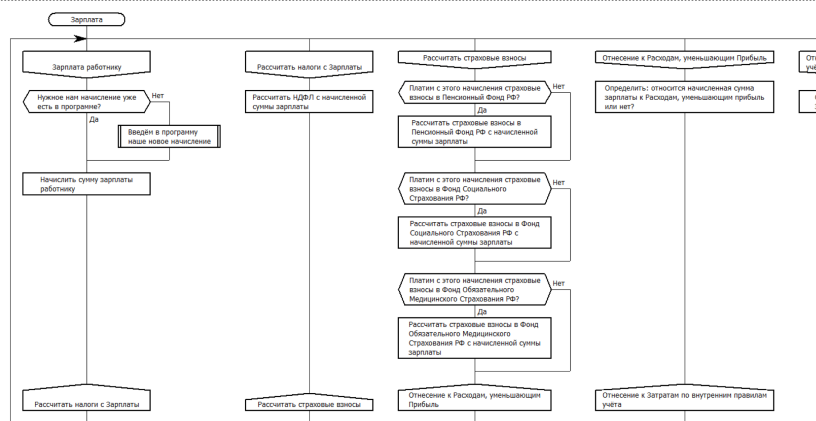 Зарплата
Зарплата работнику
Нужное нам начисление уже
есть в программе?
Нет
Да
Введём в программу
наше новое начисление
Начислить сумму зарплаты
работнику
Рассчитать налоги с Зарплаты
Рассчитать налоги с Зарплаты
Рассчитать НДФЛ с начисленной
суммы зарплаты
Рассчитать страховые взносы
Рассчитать страховые взносы
Платим с этого начисления страховые
взносы в Пенсионный Фонд РФ?
Нет
Да
Рассчитать страховые взносы в
Пенсионный Фонд РФ с начисленной
суммы зарплаты
Платим с этого начисления страховые
взносы в Фонд Социального
Страхования РФ?
Нет
Да
Рассчитать страховые взносы в Фонд
Социального Страхования РФ с
начисленной суммы зарплаты
Платим с этого начисления страховые
взносы в Фонд Обязательного
Медицинского Страхования РФ?
Нет
Да
Рассчитать страховые взносы в Фонд
Обязательного Медицинского
Страхования РФ с начисленной суммы
зарплаты
Отнесение к Расходам, уменьшающим
Прибыль
Отнесение к Расходам, уменьшающим Прибыль
Определить: относится начисленная сумма
зарплаты к Расходам, уменьшающим прибыль
или нет?
Отнесение к Затратам по внутренним правилам
учёта